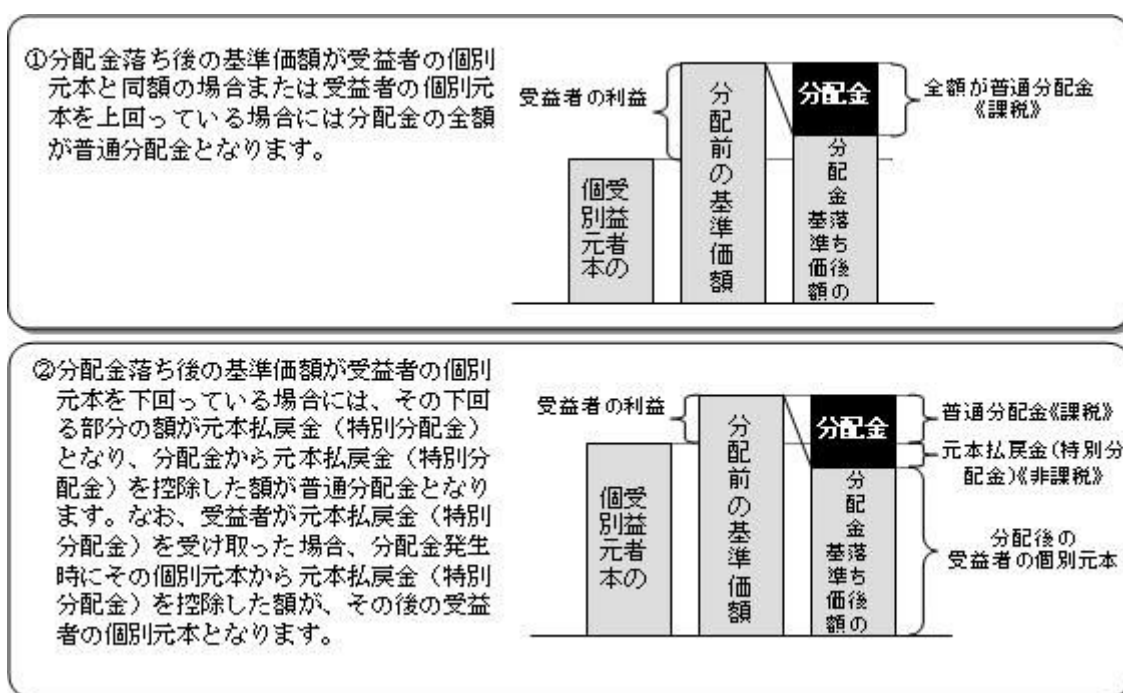 ①分配金落ち後の基準価額が受益者の個別
元本と同額の場合または受益者の個別元
本を上回っている場合には分配金の全額
が普通分配金となります。
受益者の利益
受益者の
個別元本
分配前の基準価額
分配金
分配金落ち後の
基準価額
全額が普通分配金
《課税》
②分配金落ち後の基準価額が受益者の個別
元本を下回っている場合には、その下回
る部分の額が元本払戻金（特別分配金）
となり、分配金から元本払戻金（特別分
配金）を控除した額が普通分配金となり
ます。なお、受益者が元本払戻金（特別
分配金）を受け取った場合、分配金発生
時にその個別元本から元本払戻金（特別
分配金）を控除した額が、その後の受益
者の個別元本となります。
受益者の利益
受益者の
個別元本
分配前の基準価額
分配金
分配金落ち後の
基準価額
普通分配金《課税》
元本払戻金(特別分
配金)《非課税》
分配後の
受益者の個別元本